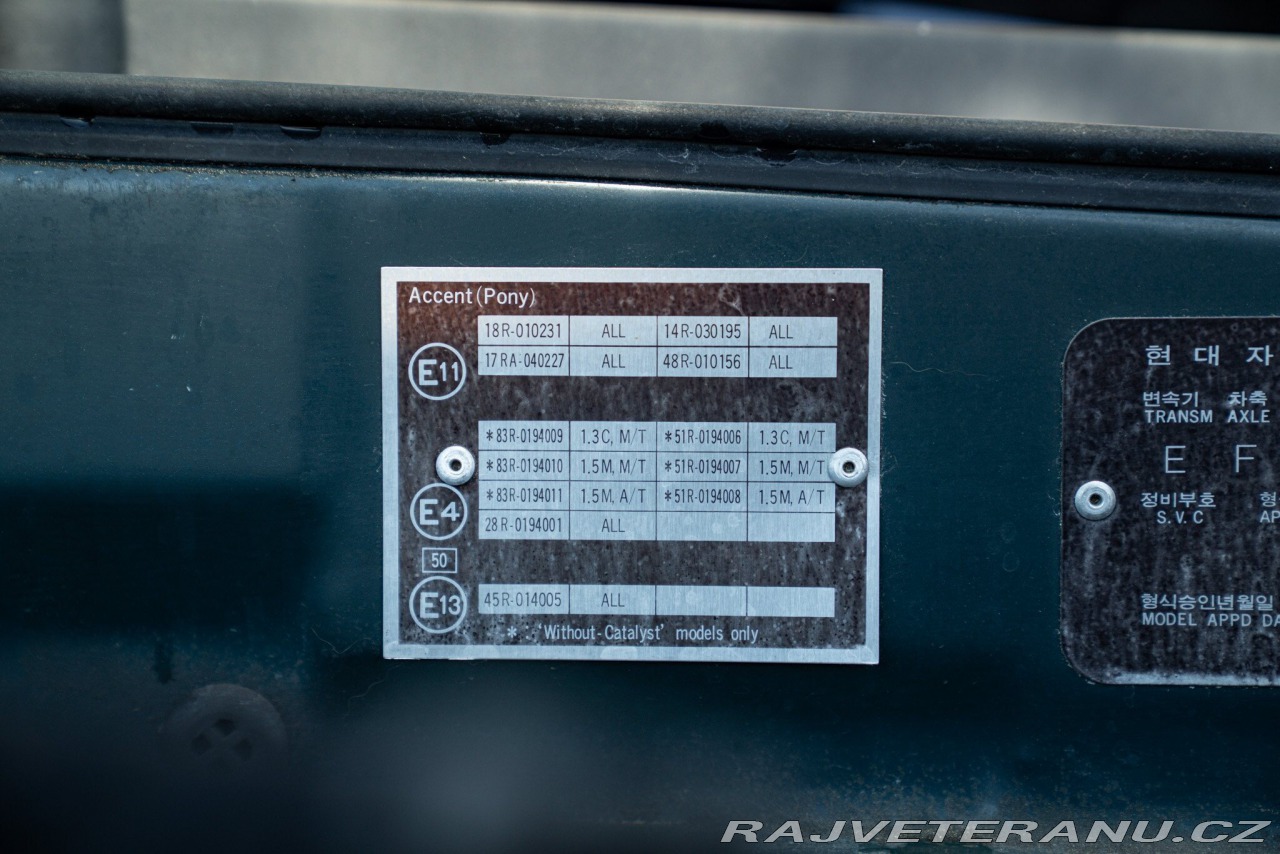 Accent(Pony)
18R-010231 ALL 14R-030195 ALL
17RA-040227 ALL 48R-010156 ALL
E11
*83R-0194009 1.3C, M/T *51R-0194006 1.3C, M/T
*83R-0194010 1.5M, M/T *51R-0194007 1.5M, M/T
*83R-0194011 1.5M, A/T *51R-0194008 1.5M, A/T
E4
28R-0194001 ALL
50
45R-014005 ALL
E13
* : 'Without-Catalyst' models only
현 대 자
변속기 차축
TRANSM AXLE
E F
정비부호 형
S.V.C AP
형식승인년월일
MODEL APPD DA
RAJVETERANU.CZ